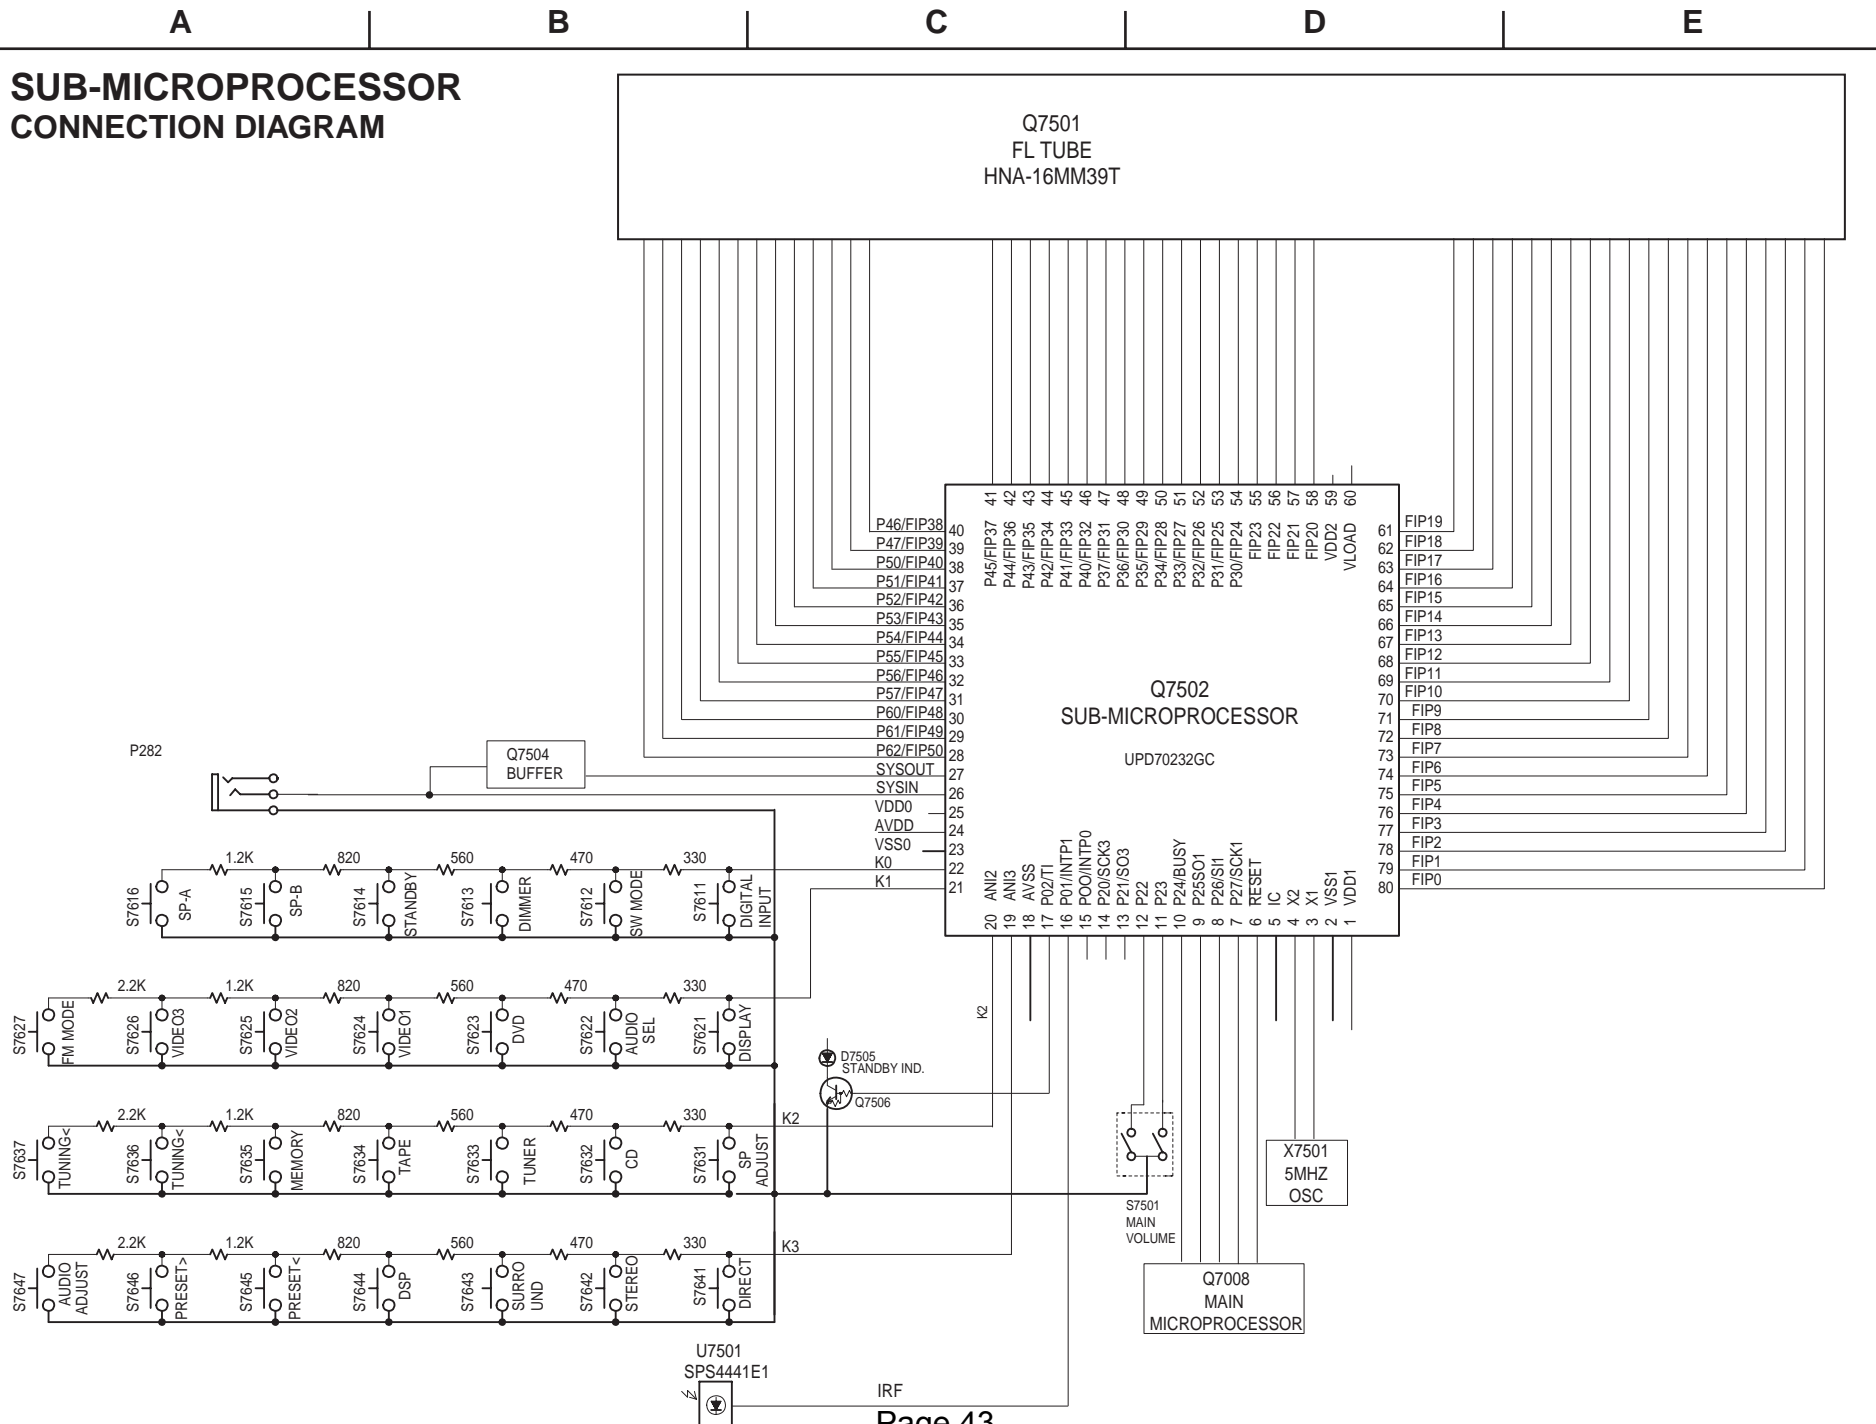 A B C D E
SUB-MICROPROCESSOR
CONNECTION DIAGRAM
Q7501
FL TUBE
HNA-16MM39T
41 42 43 44 45 46 47 48 49 50 51 52 53 54 55 56 57 58 59 60
P45/FIP37
P44/FIP36
P43/FIP35
P42/FIP34
P41/FIP33
P40/FIP32
P37/FIP31
P36/FIP30
P35/FIP29
P34/FIP28
P33/FIP27
P32/FIP26
P31/FIP25
P30/FIP24
FIP23
FIP22
FIP21
FIP20
VDD2
VLOAD
P46/FIP38 40
P47/FIP39 39
P50/FIP40 38
P51/FIP41 37
P52/FIP42 36
P53/FIP43 35
P54/FIP44 34
P55/FIP45 33
P56/FIP46 32
P57/FIP47 31
P60/FIP48 30
P61/FIP49 29
P62/FIP50 28
SYSOUT 27
SYSIN 26
VDD0 25
AVDD 24
VSS0 23
K0 22
K1 21
Q7502
SUB-MICROPROCESSOR
UPD70232GC
61 FIP19
62 FIP18
63 FIP17
64 FIP16
65 FIP15
66 FIP14
67 FIP13
68 FIP12
69 FIP11
70 FIP10
71 FIP9
72 FIP8
73 FIP7
74 FIP6
75 FIP5
76 FIP4
77 FIP3
78 FIP2
79 FIP1
80 FIP0
20 ANI2
19 ANI3
18 AVSS
17 P02/TI
16 P01/INTP1
15 POO/INTP0
14 P20/SCK3
13 P21/SO3
12 P22
11 P23
10 P24/BUSY
9 P25SO1
8 P26/SI1
7 P27/SCK1
6 RESET
5 IC
4 X2
3 X1
2 VSS1
1 VDD1
P282
Q7504
BUFFER
1.2K 820 560 470 330
S7616 SP-A
S7615 SP-B
S7614 STANDBY
S7613 DIMMER
S7612 SW MODE
S7611 DIGITAL
INPUT
2.2K 1.2K 820 560 470 330
S7627 FM MODE
S7626 VIDEO3
S7625 VIDEO2
S7624 VIDEO1
S7623 DVD
S7622 AUDIO
SEL
S7621 DISPLAY
K2
D7505
STANDBY IND.
Q7506
2.2K 1.2K 820 560 470 330 K2
S7637 TUNING<
S7636 TUNING<
S7635 MEMORY
S7634 TAPE
S7633 TUNER
S7632 CD
S7631 SP
ADJUST
S7501
MAIN
VOLUME
X7501
5MHZ
OSC
2.2K 1.2K 820 560 470 330 K3
S7647 AUDIO
ADJUST
S7646 PRESET>
S7645 PRESET<
S7644 DSP
S7643 SURRO
UND
S7642 STEREO
S7641 DIRECT
Q7008
MAIN
MICROPROCESSOR
U7501
SPS4441E1
IRF
Page 43